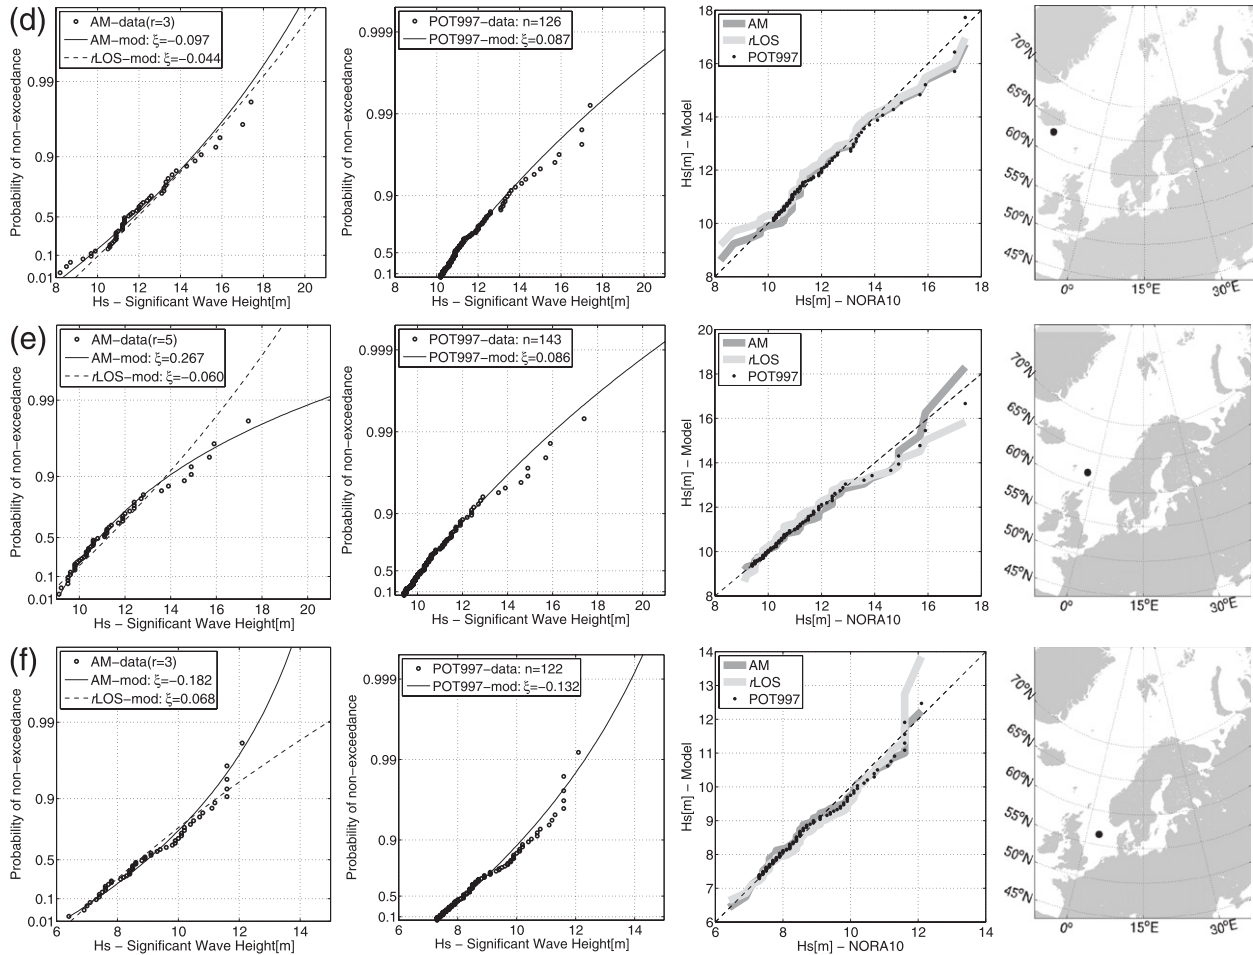 (d)
AM−data(r=3)
AM−mod: ξ=−0.097
rLOS−mod: ξ=−0.044
Probability of non−exceedance
0.99
0.9
0.5
0.1
0.01
8 10 12 14 16 18 20
Hs − Significant Wave Height[m]
POT997−data: n=126
POT997−mod: ξ=0.087
Probability of non−exceedance
0.999
0.99
0.9
0.5
0.1
8 10 12 14 16 18 20
Hs − Significant Wave Height[m]
AM
rLOS
POT997
Hs[m] − Model
18
16
14
12
10
8
8 10 12 14 16 18
Hs[m] − NORA10
70°N
65°N
60°N
55°N
50°N
45°N
0° 15°E 30°E
(e)
AM−data(r=5)
AM−mod: ξ=0.267
rLOS−mod: ξ=−0.060
Probability of non−exceedance
0.99
0.9
0.5
0.1
0.01
10 12 14 16 18 20
Hs − Significant Wave Height[m]
POT997−data: n=143
POT997−mod: ξ=0.086
Probability of non−exceedance
0.999
0.99
0.9
0.5
0.1
10 12 14 16 18 20
Hs − Significant Wave Height[m]
AM
rLOS
POT997
Hs[m] − Model
20
18
16
14
12
10
8
8 10 12 14 16 18
Hs[m] − NORA10
70°N
65°N
60°N
55°N
50°N
45°N
0° 15°E 30°E
(f)
AM−data(r=3)
AM−mod: ξ=−0.182
rLOS−mod: ξ=0.068
Probability of non−exceedance
0.99
0.9
0.5
0.1
0.01
6 8 10 12 14
Hs − Significant Wave Height[m]
POT997−data: n=122
POT997−mod: ξ=−0.132
Probability of non−exceedance
0.999
0.99
0.9
0.5
0.1
6 8 10 12 14
Hs − Significant Wave Height[m]
AM
rLOS
POT997
Hs[m] − Model
14
13
12
11
10
9
8
7
6
6 8 10 12 14
Hs[m] − NORA10
70°N
65°N
60°N
55°N
50°N
45°N
0° 15°E 30°E